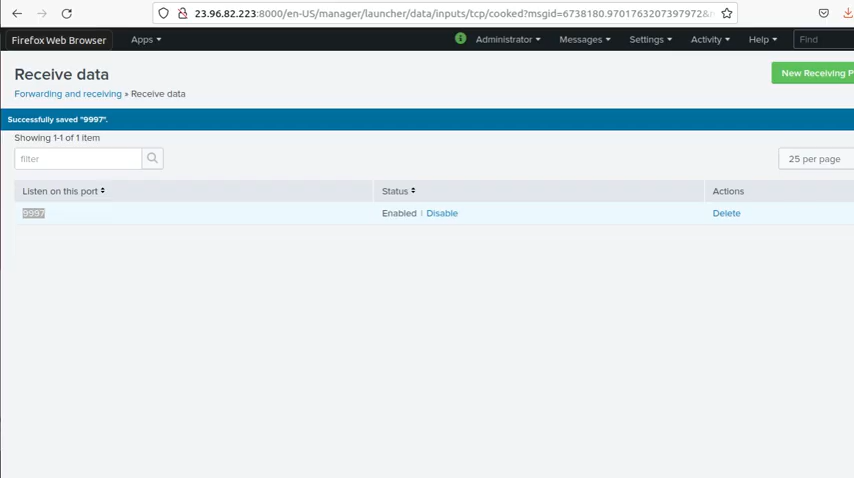 23.96.82.223:8000/en-US/manager/launcher/data/inputs/tcp/cooked?msgid=6738180.9701763207397972&
Firefox Web Browser Apps Administrator Messages Settings Activity Help Find
Receive data
New Receiving P
Forwarding and receiving » Receive data
Successfully saved "9997".
Showing 1-1 of 1 item
filter
25 per page
Listen on this port Status Actions
9997 Enabled | Disable Delete